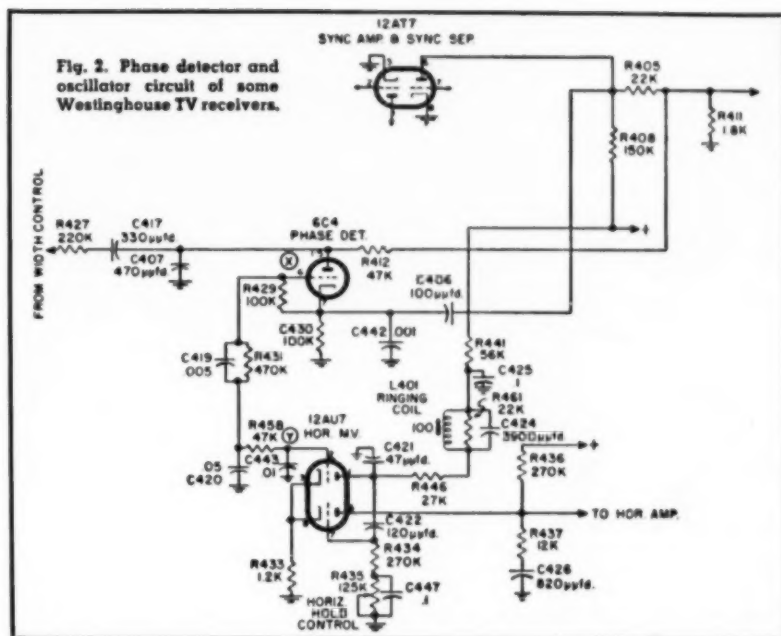 12AT7
SYNC AMP. & SYNC SEP.
Fig. 2. Phase detector and
oscillator circuit of some
Westinghouse TV receivers.
R405
22K
R411
1.8K
R408
150K
+
FROM WIDTH CONTROL
R427
220K
C417
330μμfd.
C407
470μμfd.
6C4
PHASE DET.
R412
47K
X
R429
100K
C406
100μμfd.
C430
100K
C442
.001
C419
.005
R431
470K
R441
56K
C425
.1
L401
RINGING
COIL
R461
22K
100
C424
3900μμfd.
R458
47K
Y
12AU7
HOR. M.V.
C421
47μμfd.
R436
270K
+
.05
C420
C443
.01
R446
27K
TO HOR. AMP.
C422
120μμfd.
R434
270K
R437
12K
R433
1.2K
R435
125K
C447
.1
C426
820μμfd.
HORIZ.
HOLD
CONTROL